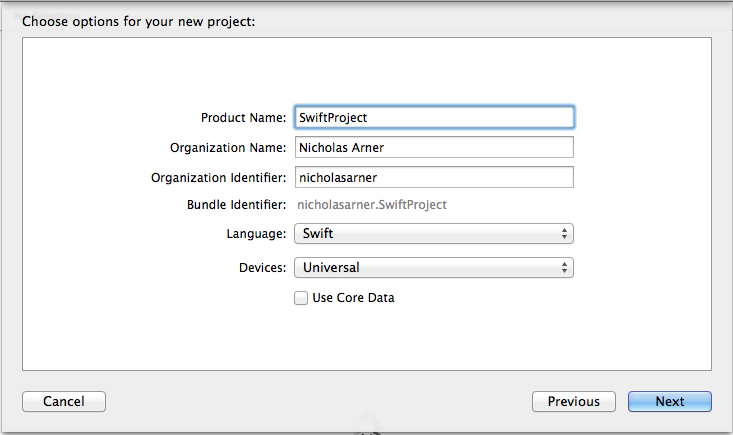 Choose options for your new project:
Product Name: SwiftProject
Organization Name: Nicholas Arner
Organization Identifier: nicholasarner
Bundle Identifier: nicholasarner.SwiftProject
Language: Swift
Devices: Universal
Use Core Data
Cancel Previous Next